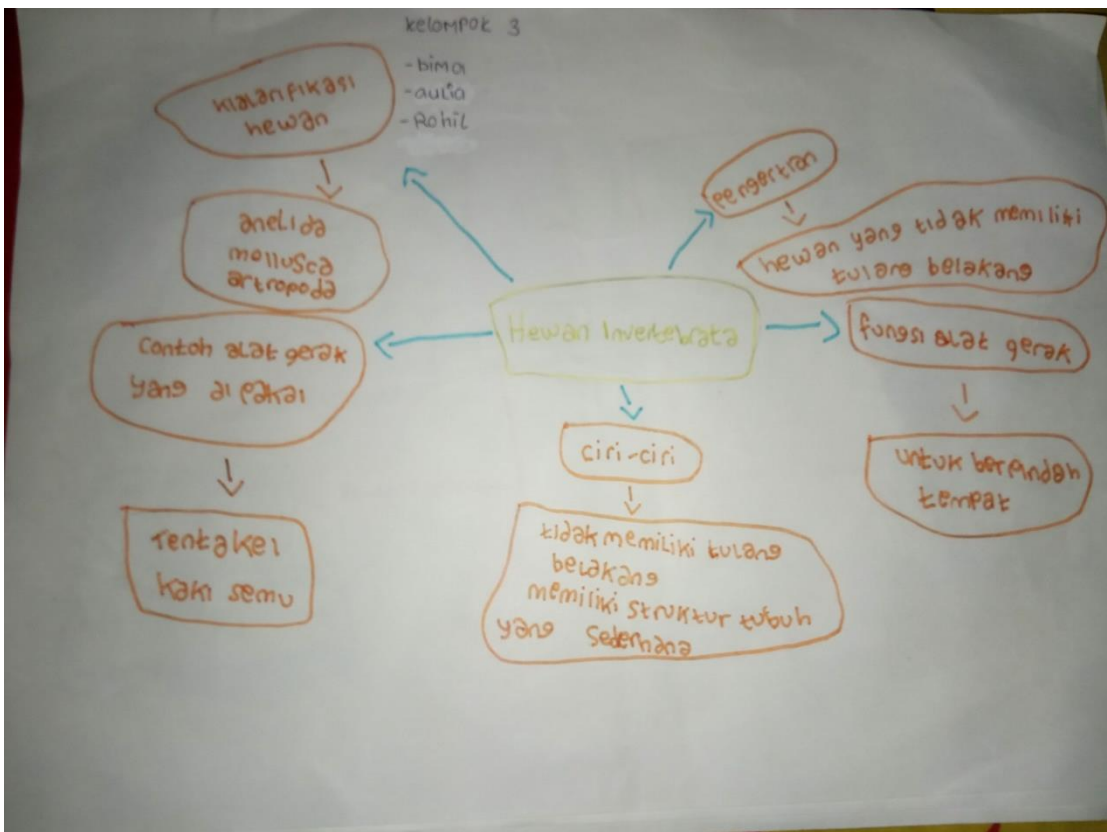 kelompok 3
-bima
-aulia
-Rohil
klalanfikasi
hewan
anelida
mollusca
artropoda
Contoh alat gerak
yang di pakai
Tentakel
kaki semu
Hewan Invertebrata
pengertian
hewan yang tidak memiliki
tulang belakang
fungsi alat gerak
untuk berpindah
tempat
ciri-ciri
tidak memiliki tulang
belakang
memiliki struktur tubuh
yang sederhana